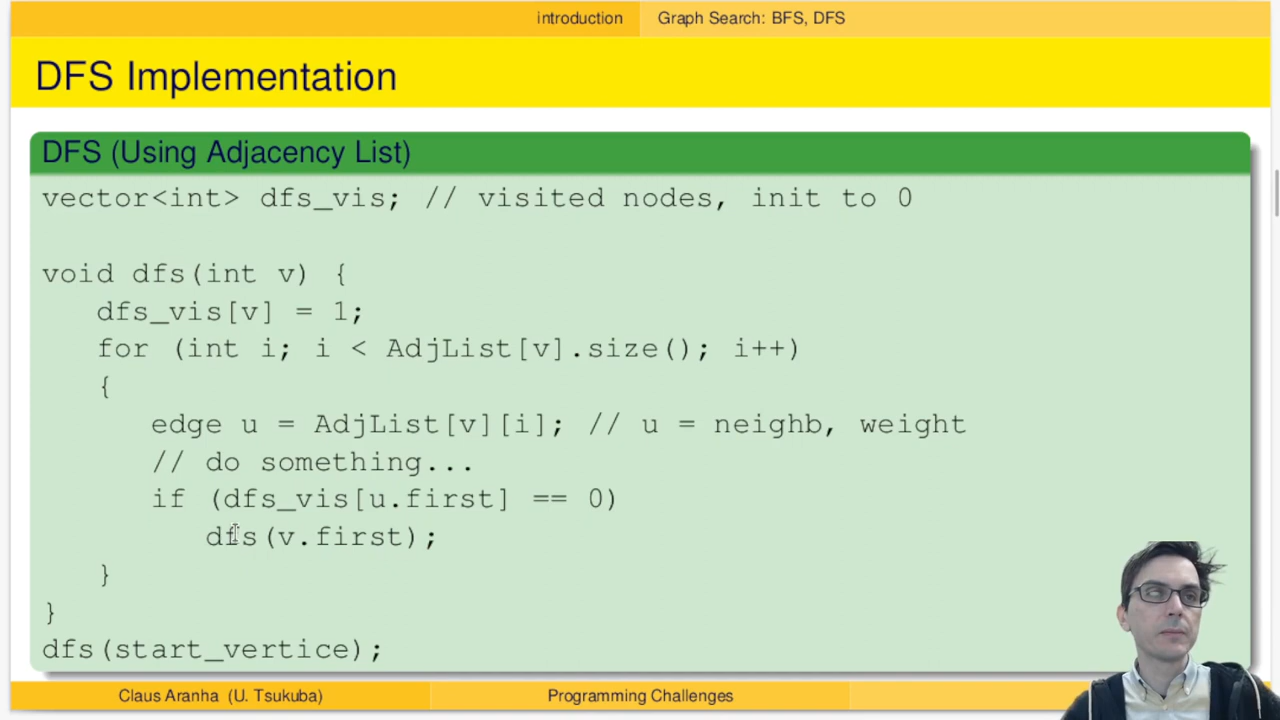 introduction
Graph Search: BFS, DFS
DFS Implementation
DFS (Using Adjacency List)
vector<int> dfs_vis; // visited nodes, init to 0
void dfs(int v) {
dfs_vis[v] = 1;
for (int i; i < AdjList[v].size(); i++)
{
edge u = AdjList[v][i]; // u = neighb, weight
// do something...
if (dfs_vis[u.first] == 0)
dfs(v.first);
}
}
dfs(start_vertice);
Claus Aranha (U. Tsukuba)
Programming Challenges